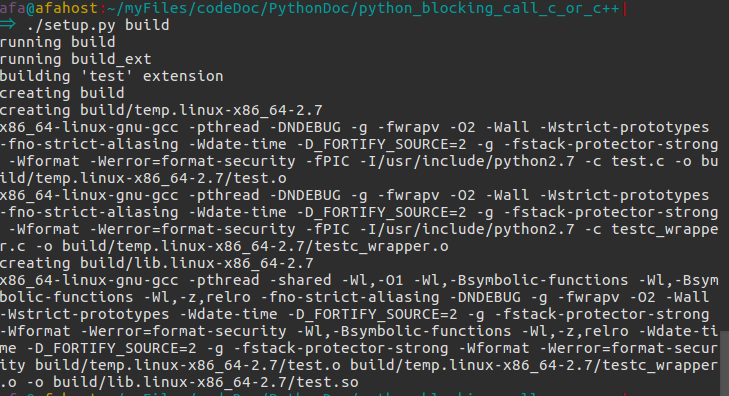 afa@afahost:~/myFiles/codeDoc/PythonDoc/python_blocking_call_c_or_c++|
⇒ ./setup.py build
running build
running build_ext
building 'test' extension
creating build
creating build/temp.linux-x86_64-2.7
x86_64-linux-gnu-gcc -pthread -DNDEBUG -g -fwrapv -O2 -Wall -Wstrict-prototypes
-fno-strict-aliasing -Wdate-time -D_FORTIFY_SOURCE=2 -g -fstack-protector-strong
-Wformat -Werror=format-security -fPIC -I/usr/include/python2.7 -c test.c -o bu
ild/temp.linux-x86_64-2.7/test.o
x86_64-linux-gnu-gcc -pthread -DNDEBUG -g -fwrapv -O2 -Wall -Wstrict-prototypes
-fno-strict-aliasing -Wdate-time -D_FORTIFY_SOURCE=2 -g -fstack-protector-strong
-Wformat -Werror=format-security -fPIC -I/usr/include/python2.7 -c testc_wrappe
r.c -o build/temp.linux-x86_64-2.7/testc_wrapper.o
creating build/lib.linux-x86_64-2.7
x86_64-linux-gnu-gcc -pthread -shared -Wl,-O1 -Wl,-Bsymbolic-functions -Wl,-Bsym
bolic-functions -Wl,-z,relro -fno-strict-aliasing -DNDEBUG -g -fwrapv -O2 -Wall
-Wstrict-prototypes -Wdate-time -D_FORTIFY_SOURCE=2 -g -fstack-protector-strong
-Wformat -Werror=format-security -Wl,-Bsymbolic-functions -Wl,-z,relro -Wdate-ti
me -D_FORTIFY_SOURCE=2 -g -fstack-protector-strong -Wformat -Werror=format-secur
ity build/temp.linux-x86_64-2.7/test.o build/temp.linux-x86_64-2.7/testc_wrapper
.o -o build/lib.linux-x86_64-2.7/test.so